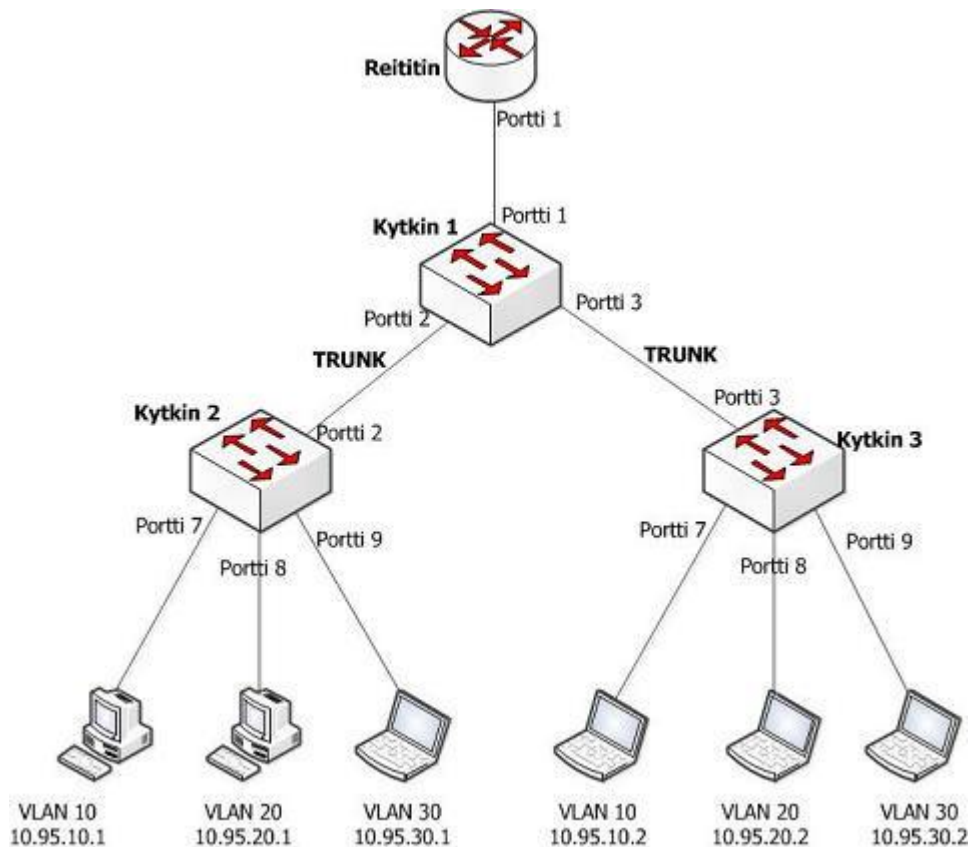 Reititin
Portti 1
Portti 1
Kytkin 1
Portti 2
Portti 3
TRUNK
TRUNK
Kytkin 2
Portti 2
Portti 3
Kytkin 3
Portti 7
Portti 8
Portti 9
Portti 7
Portti 8
Portti 9
VLAN 10
10.95.10.1
VLAN 20
10.95.20.1
VLAN 30
10.95.30.1
VLAN 10
10.95.10.2
VLAN 20
10.95.20.2
VLAN 30
10.95.30.2